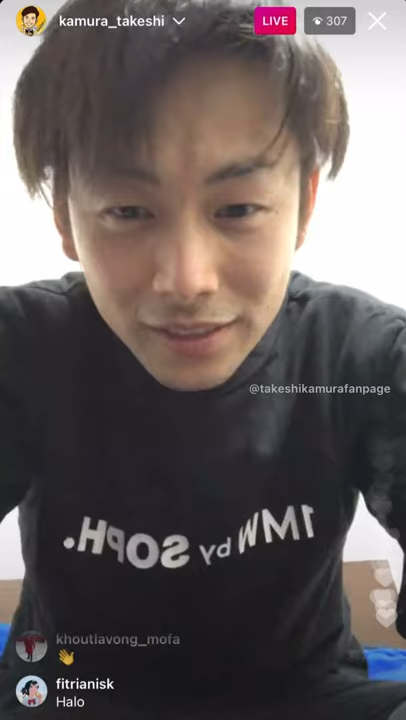 kamura_takeshi
LIVE
307
@takeshikamurafanpage
1MW by SOPH.
khoutlavong_mofa
👋
fitrianisk
Halo